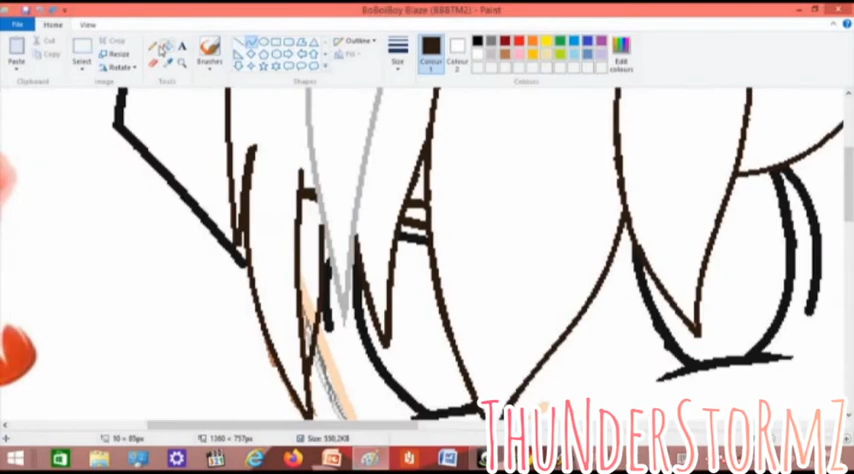 BoBoiBoy Blaze (BBBTM2) - Paint
File Home View
Paste Cut Copy Select Crop Resize Rotate A Brushes Outline Fill Size Colour 1 Colour 2 Edit colours
Clipboard Image Tools Shapes Colours
10 × 85px 1360 × 757px Size: 550,2KB
THUNDERSTORMZ